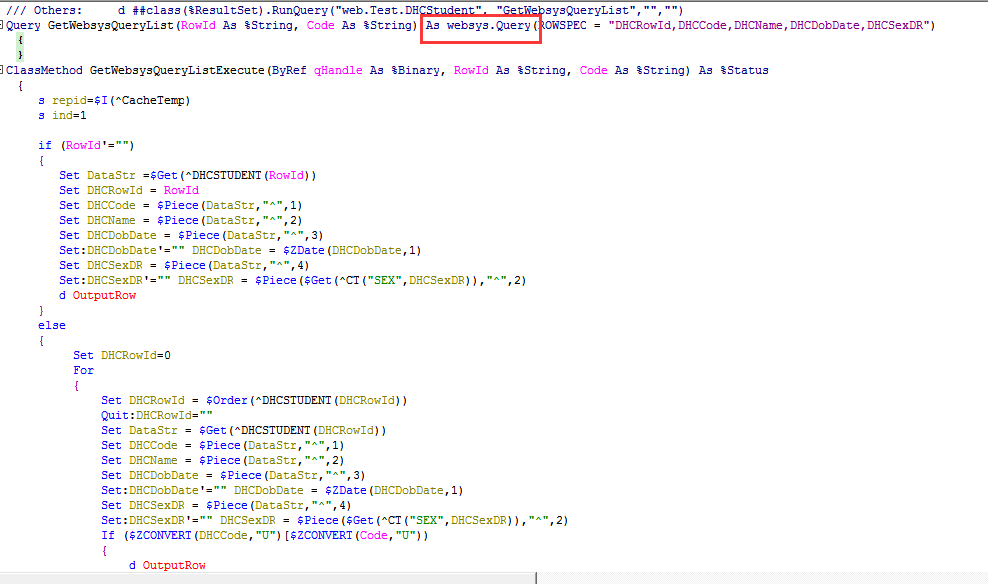 /// Others:     d ##class(%ResultSet).RunQuery("web.Test.DHCStudent", "GetWebsysQueryList","","")
Query GetWebsysQueryList(RowId As %String, Code As %String) As websys.Query(ROWSPEC = "DHCRowId,DHCCode,DHCName,DHCDobDate,DHCSexDR")
{
}
ClassMethod GetWebsysQueryListExecute(ByRef qHandle As %Binary, RowId As %String, Code As %String) As %Status
{
s repid=$I(^CacheTemp)
s ind=1
if (RowId'="")
{
Set DataStr =$Get(^DHCSTUDENT(RowId))
Set DHCRowId = RowId
Set DHCCode = $Piece(DataStr,"^",1)
Set DHCName = $Piece(DataStr,"^",2)
Set DHCDobDate = $Piece(DataStr,"^",3)
Set:DHCDobDate'="" DHCDobDate = $ZDate(DHCDobDate,1)
Set DHCSexDR = $Piece(DataStr,"^",4)
Set:DHCSexDR'="" DHCSexDR = $Piece($Get(^CT("SEX",DHCSexDR)),"^",2)
d OutputRow
}
else
{
Set DHCRowId=0
For
{
Set DHCRowId = $Order(^DHCSTUDENT(DHCRowId))
Quit:DHCRowId=""
Set DataStr = $Get(^DHCSTUDENT(DHCRowId))
Set DHCCode = $Piece(DataStr,"^",1)
Set DHCName = $Piece(DataStr,"^",2)
Set DHCDobDate = $Piece(DataStr,"^",3)
Set:DHCDobDate'="" DHCDobDate = $ZDate(DHCDobDate,1)
Set DHCSexDR = $Piece(DataStr,"^",4)
Set:DHCSexDR'="" DHCSexDR = $Piece($Get(^CT("SEX",DHCSexDR)),"^",2)
If ($ZCONVERT(DHCCode,"U")[$ZCONVERT(Code,"U"))
{
d OutputRow